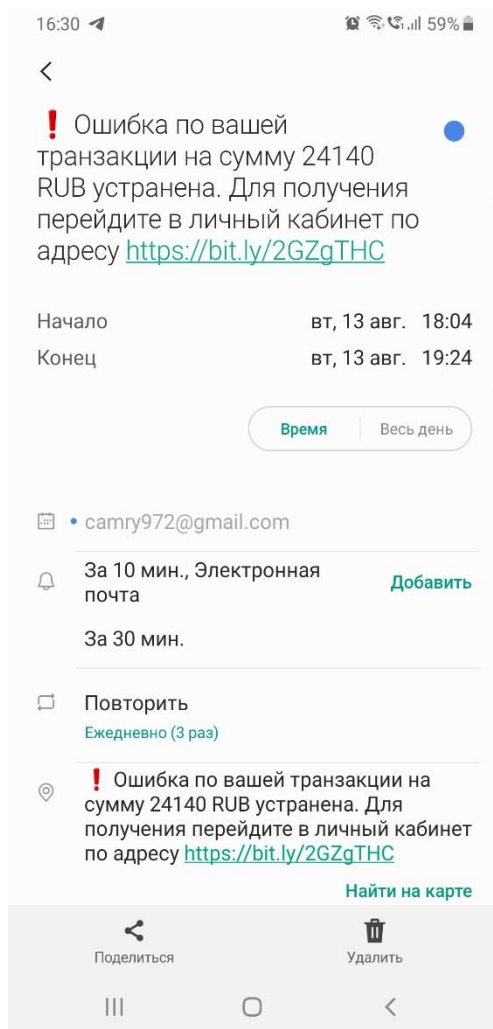 16:30
59%
❗ Ошибка по вашей
транзакции на сумму 24140
RUB устранена. Для получения
перейдите в личный кабинет по
адресу https://bit.ly/2GZgTHC
Начало вт, 13 авг. 18:04
Конец вт, 13 авг. 19:24
Время Весь день
camry972@gmail.com
За 10 мин., Электронная
почта
Добавить
За 30 мин.
Повторить
Ежедневно (3 раз)
❗ Ошибка по вашей транзакции на
сумму 24140 RUB устранена. Для
получения перейдите в личный кабинет
по адресу https://bit.ly/2GZgTHC
Найти на карте
Поделиться Удалить